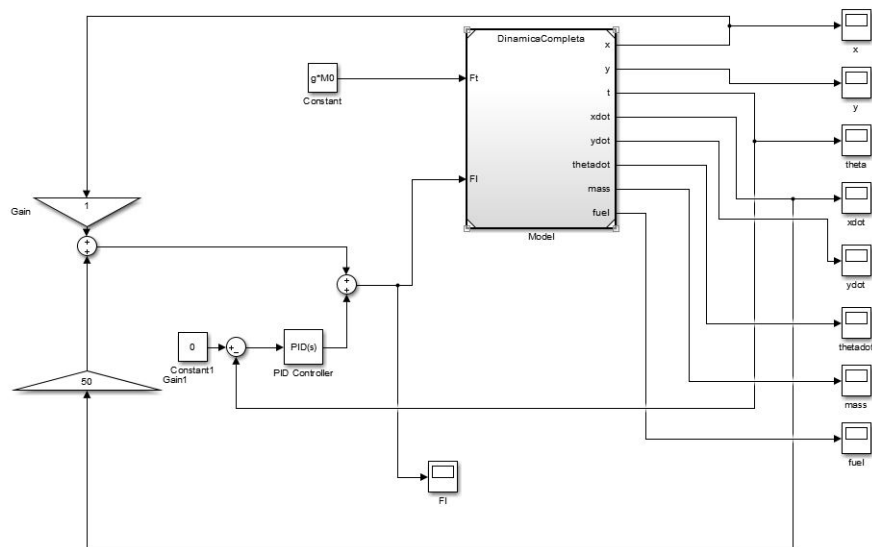 DinamicaCompleta
x
y
t
xdot
ydot
thetadot
mass
fuel
Ft
Fl
Model
g*M0
Constant
1
Gain
+
+
+
+
0
Constant1
+
−
PID(s)
PID Controller
Gain1
50
Fl
x
y
theta
xdot
ydot
thetadot
mass
fuel